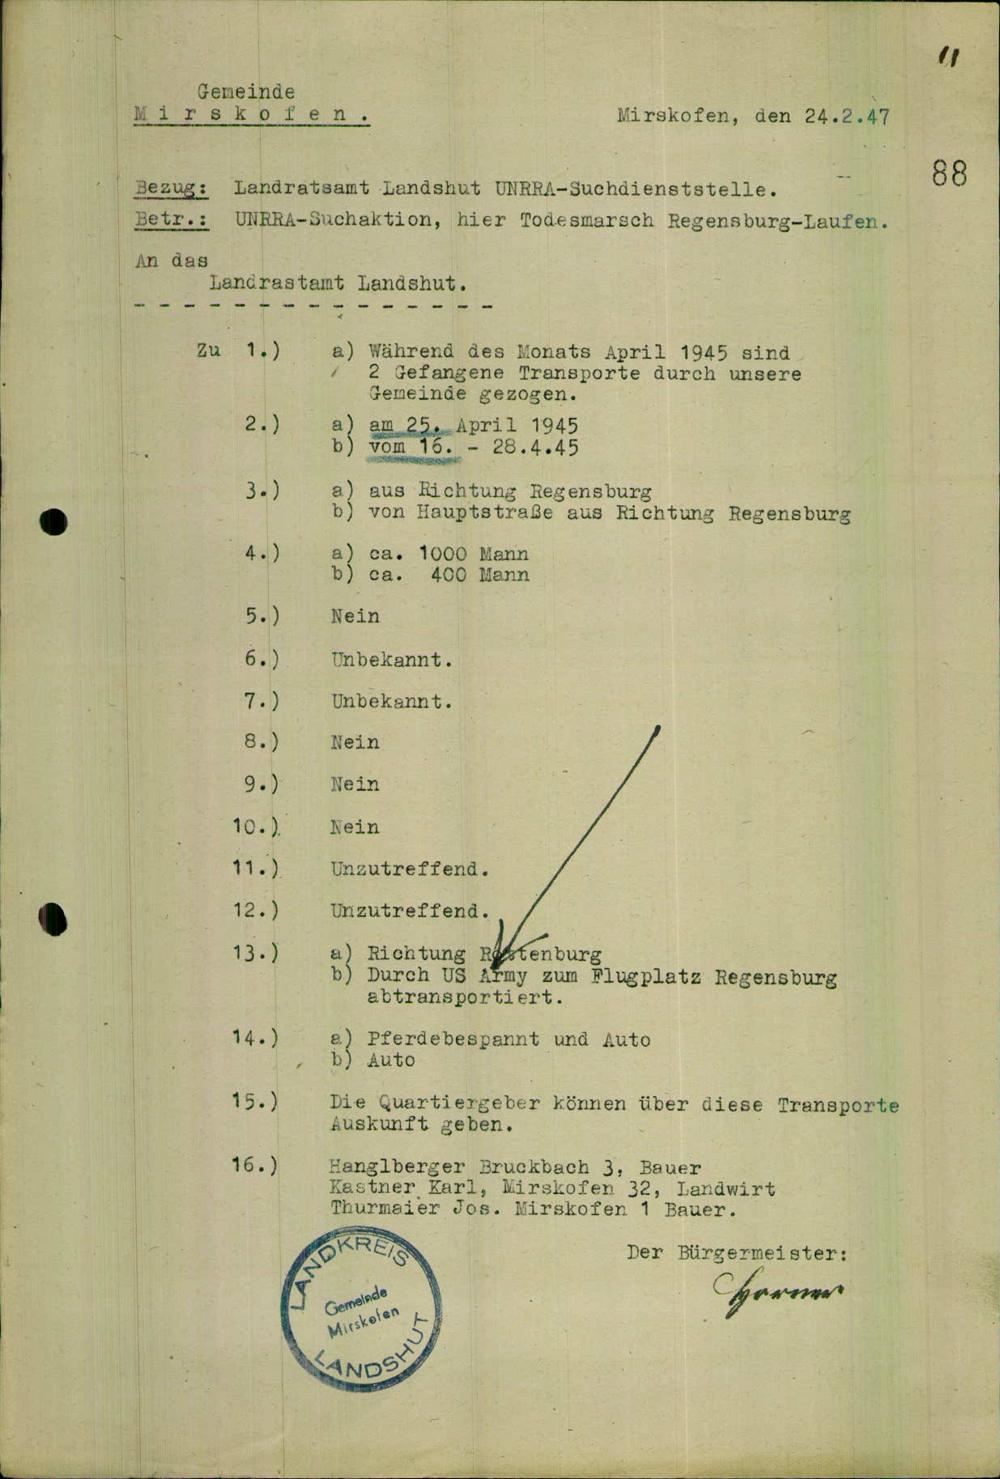 11
Gemeinde
Mirskofen.
Mirskofen, den 24.2.47
88
Bezug: Landratsamt Landshut UNRRA-Suchdienststelle.
Betr.: UNRRA-Suchaktion, hier Todesmarsch Regensburg-Laufen.
An das
Landrastamt Landshut.
- - - - - - - - - - - - - - -
Zu 1.) a) Während des Monats April 1945 sind
2 Gefangene Transporte durch unsere
Gemeinde gezogen.
2.) a) am 25. April 1945
b) vom 16. - 28.4.45
3.) a) aus Richtung Regensburg
b) von Hauptstraße aus Richtung Regensburg
4.) a) ca. 1000 Mann
b) ca. 400 Mann
5.) Nein
6.) Unbekannt.
7.) Unbekannt.
8.) Nein
9.) Nein
10.) Nein
11.) Unzutreffend.
12.) Unzutreffend.
13.) a) Richtung
b) Durch US Army zum Flugplatz Regensburg
abtransportiert.
14.) a) Pferdebespannt und Auto
b) Auto
15.) Die Quartiergeber können über diese Transporte
Auskunft geben.
16.) Hanglberger Bruckbach 3, Bauer
Kastner Karl, Mirskofen 32, Landwirt
Thurmaier Jos. Mirskofen 1 Bauer.
Der Bürgermeister:
LANDKREIS
Gemeinde
Mirskofen
LANDSHUT